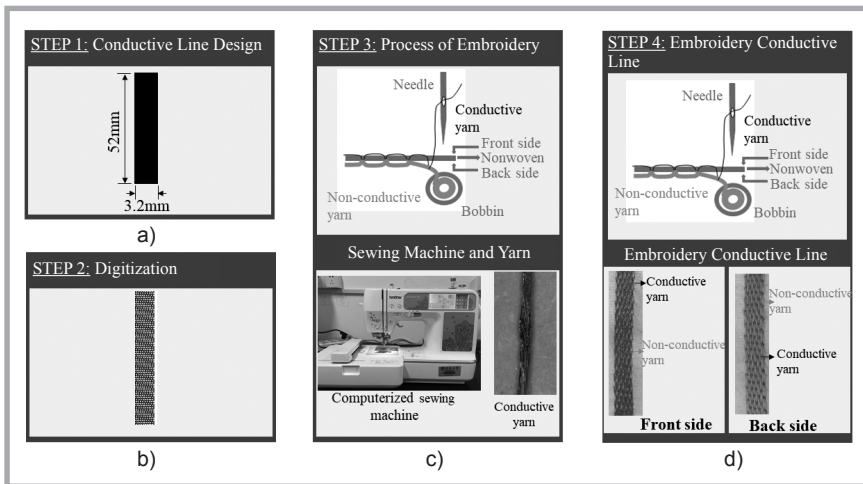 STEP 1: Conductive Line Design
52mm
3.2mm
a)
STEP 2: Digitization
b)
STEP 3: Process of Embroidery
Needle
Conductive
yarn
Front side
Nonwoven
Back side
Non-conductive
yarn
Bobbin
Sewing Machine and Yarn
Computerized sewing
machine
Conductive
yarn
c)
STEP 4: Embroidery Conductive
Line
Needle
Conductive
yarn
Front side
Nonwoven
Back side
Non-conductive
yarn
Bobbin
Embroidery Conductive Line
Conductive
yarn
Non-conductive
yarn
Front side
Non-conductive
yarn
Conductive
yarn
Back side
d)